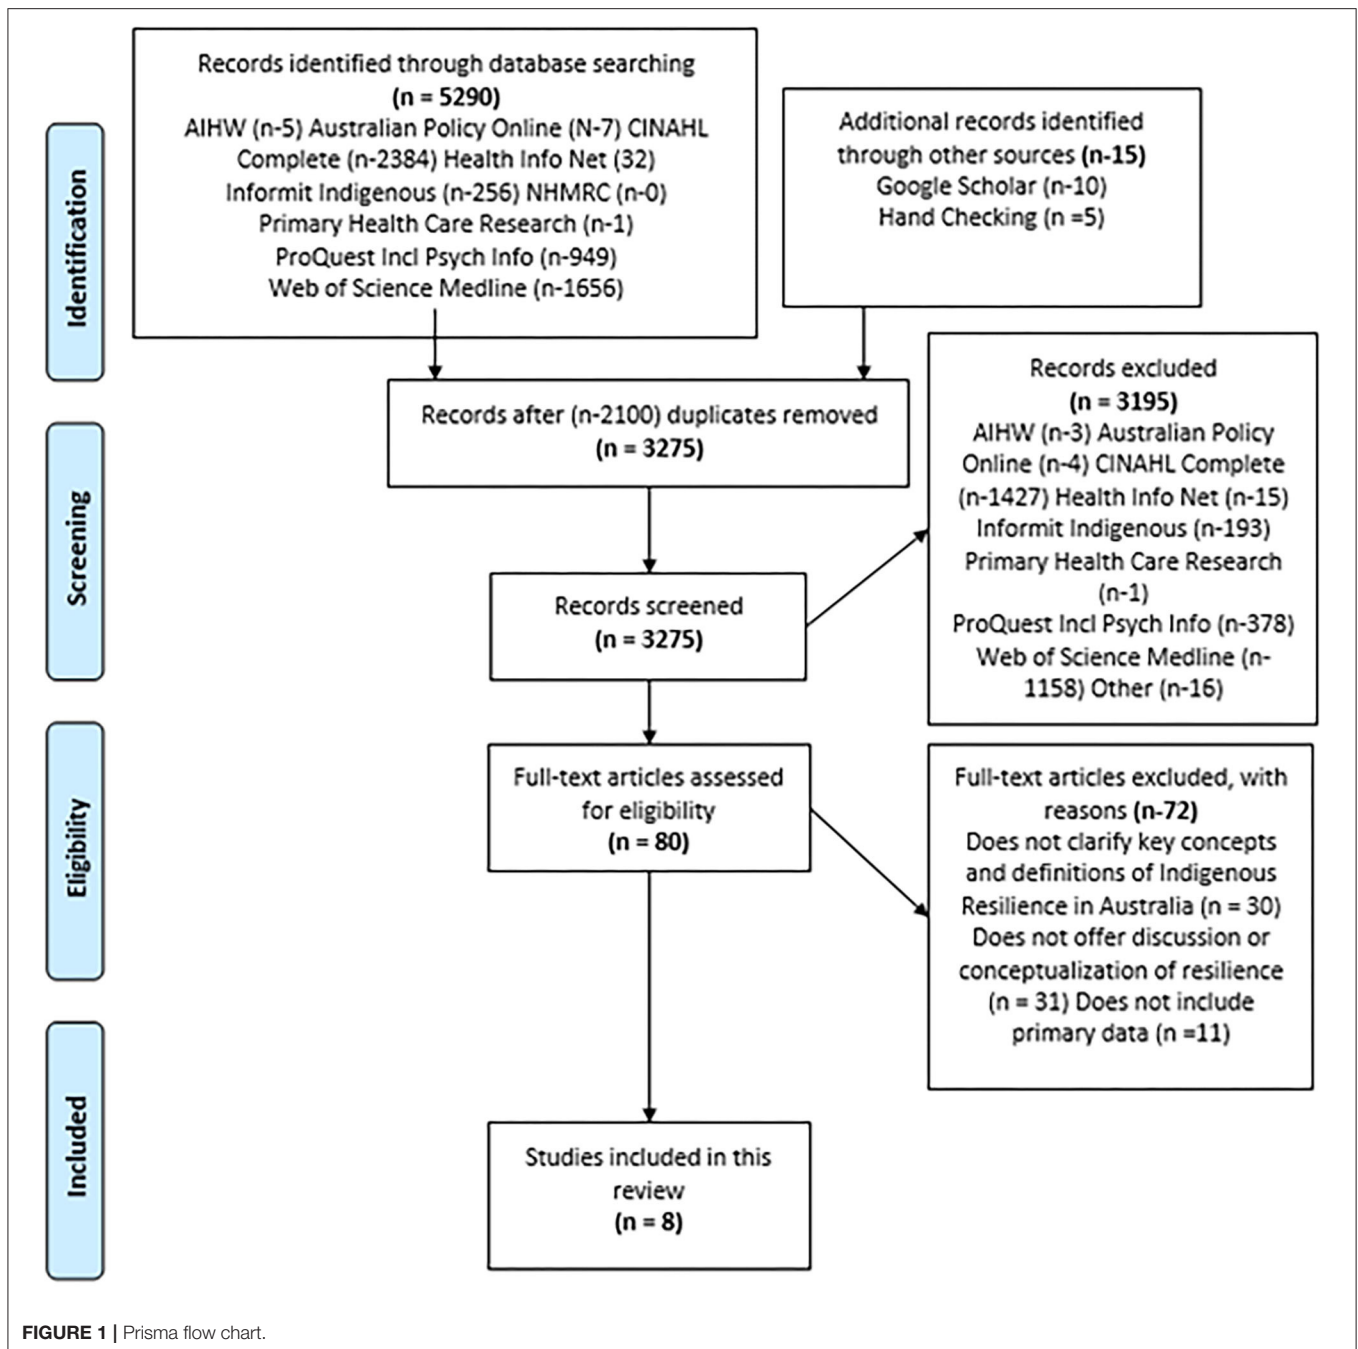 Identification
Records identified through database searching
(n = 5290)
AIHW (n-5) Australian Policy Online (N-7) CINAHL
Complete (n-2384) Health Info Net (32)
Informit Indigenous (n-256) NHMRC (n-0)
Primary Health Care Research (n-1)
ProQuest Incl Psych Info (n-949)
Web of Science Medline (n-1656)
Additional records identified
through other sources (n-15)
Google Scholar (n-10)
Hand Checking (n =5)
Records after (n-2100) duplicates removed
(n = 3275)
Screening
Records screened
(n = 3275)
Records excluded
(n = 3195)
AIHW (n-3) Australian Policy
Online (n-4) CINAHL Complete
(n-1427) Health Info Net (n-15)
Informit Indigenous (n-193)
Primary Health Care Research
(n-1)
ProQuest Incl Psych Info (n-378)
Web of Science Medline (n-
1158) Other (n-16)
Eligibility
Full-text articles assessed
for eligibility
(n = 80)
Full-text articles excluded, with
reasons (n-72)
Does not clarify key concepts
and definitions of Indigenous
Resilience in Australia (n = 30)
Does not offer discussion or
conceptualization of resilience
(n = 31) Does not include
primary data (n =11)
Included
Studies included in this
review
(n = 8)
FIGURE 1 | Prisma flow chart.